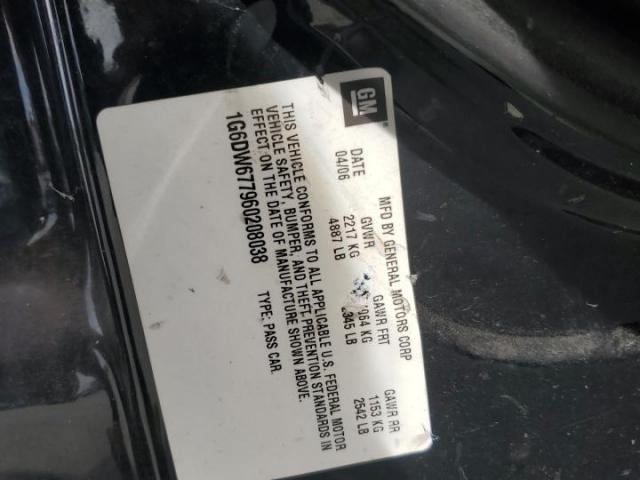 GM
MFD BY GENERAL MOTORS CORP
DATE GVWR GAWR FRT GAWR RR
04/06 2217 KG 1064 KG 1153 KG
4887 LB 2345 LB 2542 LB
THIS VEHICLE CONFORMS TO ALL APPLICABLE U.S. FEDERAL MOTOR
VEHICLE SAFETY, BUMPER, AND THEFT PREVENTION STANDARDS IN
EFFECT ON THE DATE OF MANUFACTURE SHOWN ABOVE.
1G6DW677960208038 TYPE: PASS CAR